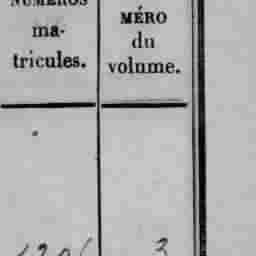 NUMÉROS
ma-
tricules.
MÉRO
du
volume.
3